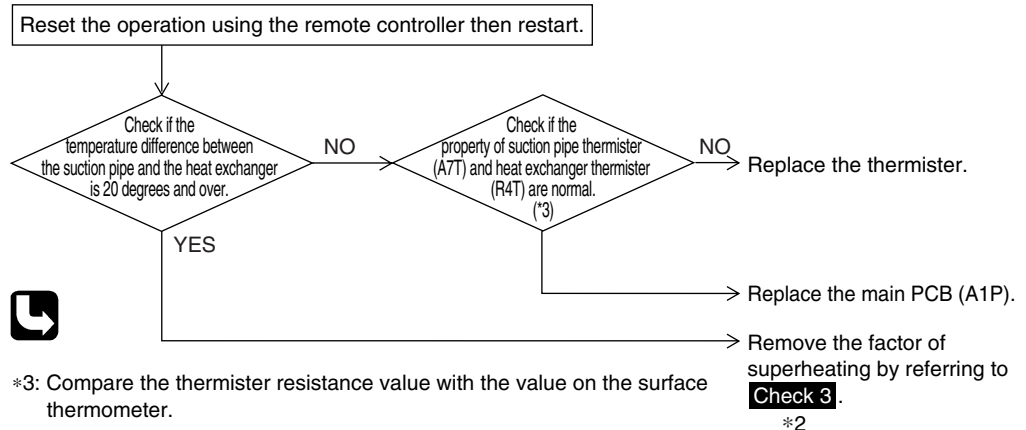 Reset the operation using the remote controller then restart.
Check if the
temperature difference between
the suction pipe and the heat exchanger
is 20 degrees and over.
NO
Check if the
property of suction pipe thermister
(A7T) and heat exchanger thermister
(R4T) are normal.
(*3)
NO
Replace the thermister.
YES
Replace the main PCB (A1P).
Remove the factor of
superheating by referring to
Check 3 .
*2
*3: Compare the thermister resistance value with the value on the surface
thermometer.